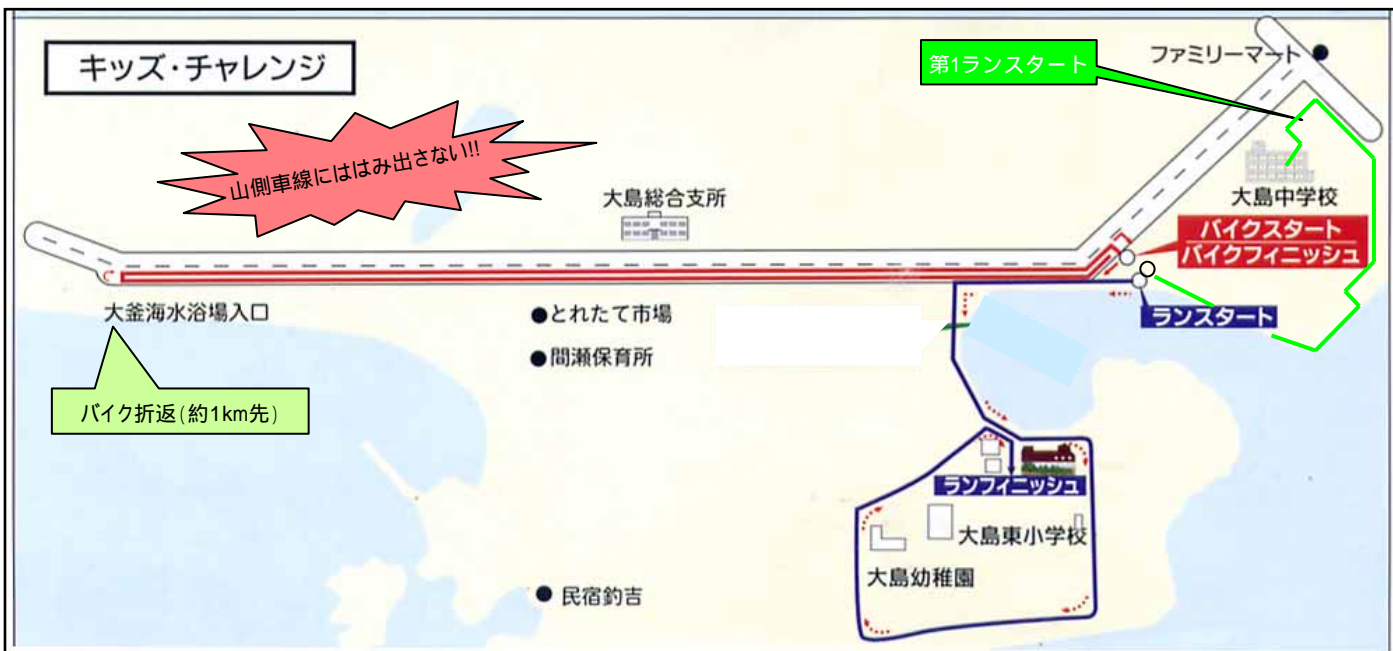 キッズ・チャレンジ
第1ランスタート
ファミリーマート
山側車線にははみ出さない!!
大島総合支所
大島中学校
バイクスタート
バイクフィニッシュ
大釜海水浴場入口
とれたて市場
ランスタート
間瀬保育所
バイク折返(約1km先)
ランフィニッシュ
大島東小学校
大島幼稚園
民宿釣吉